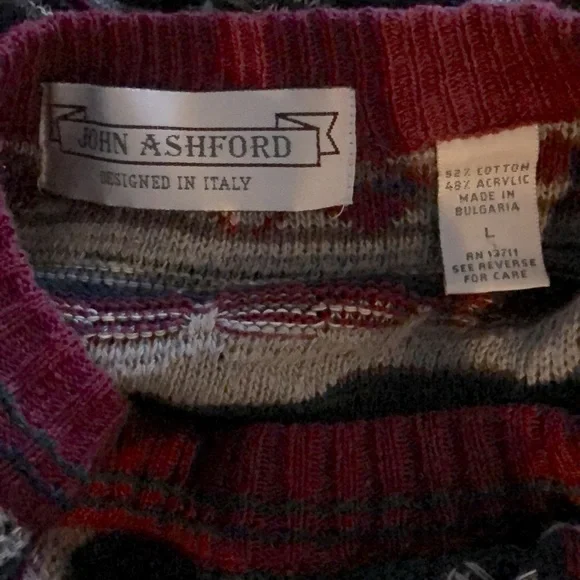 JOHN ASHFORD
DESIGNED IN ITALY
52% COTTON
48% ACRYLIC
MADE IN
BULGARIA
L
RN 13711
SEE REVERSE
FOR CARE